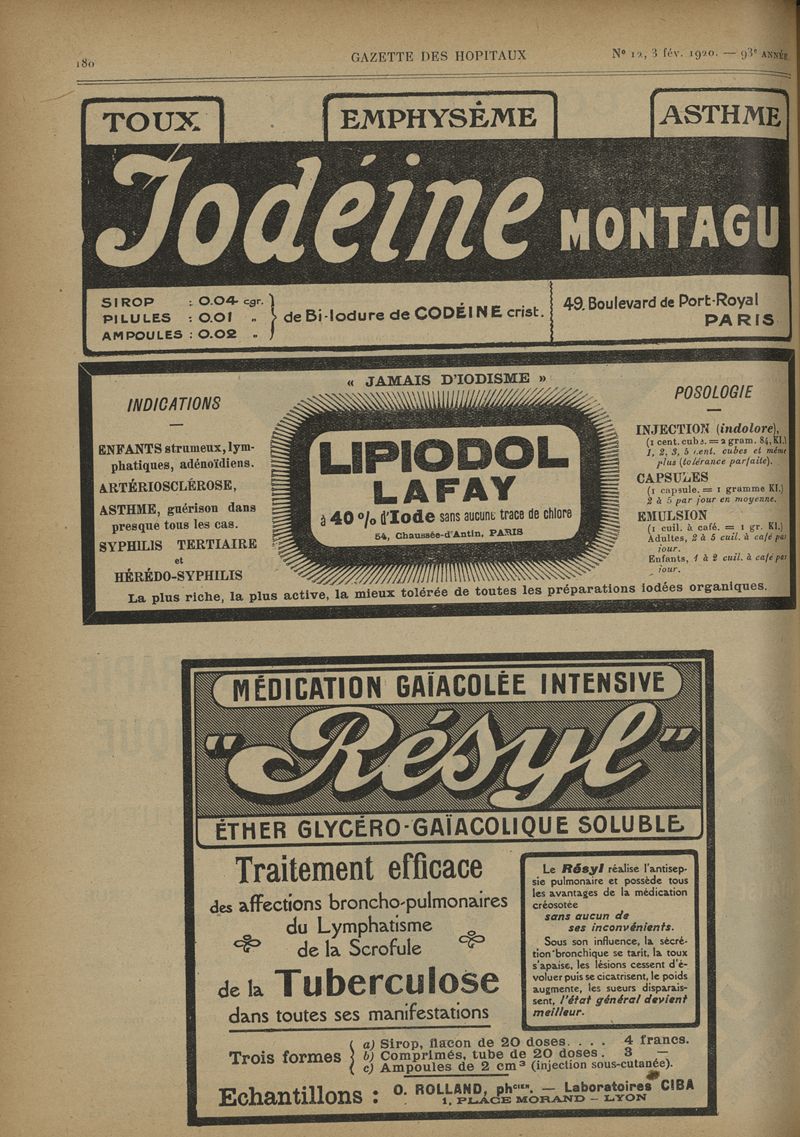 180
GAZETTE DES HOPITAUX
N° 12, 3 fév. 1920. — 93e ANNÉE
TOUX
EMPHYSÈME
ASTHME
Iodéine MONTAGU
SIROP : 0.04 cgr.
PILULES : 0.01 „
AMPOULES : 0.02 „
de Bi-Iodure de CODÉINE crist.
49, Boulevard de Port-Royal
PARIS
« JAMAIS D'IODISME »
INDICATIONS
ENFANTS strumeux, lym-
phatiques, adénoïdiens.
ARTÉRIOSCLÉROSE,
ASTHME, guérison dans
presque tous les cas.
SYPHILIS TERTIAIRE
et
HÉRÉDO-SYPHILIS
LIPIODOL
LAFAY
à 40 % d'Iode sans aucune trace de chlore
54, Chaussée-d'Antin, PARIS
POSOLOGIE
INJECTION (indolore),
(1 cent. cube = 2 gram. 84, KI.)
1, 2, 3, 5 cent. cubes et même
plus (tolérance parfaite).
CAPSULES
(1 capsule. = 1 gramme KI.)
2 à 5 par jour en moyenne.
EMULSION
(1 cuil. à café. = 1 gr. KI.)
Adultes, 2 à 5 cuil. à café par
jour.
Enfants, 1 à 2 cuil. à café par
jour.
La plus riche, la plus active, la mieux tolérée de toutes les préparations iodées organiques.
MÉDICATION GAÏACOLÉE INTENSIVE
"Résyl"
ÉTHER GLYCÉRO-GAÏACOLIQUE SOLUBLE
Traitement efficace
des affections broncho-pulmonaires
du Lymphatisme
de la Scrofule
de la Tuberculose
dans toutes ses manifestations
Le Résyl réalise l'antisep-
sie pulmonaire et possède tous
les avantages de la médication
créosotée
sans aucun de
ses inconvénients.
Sous son influence, la sécré-
tion bronchique se tarit, la toux
s'apaise, les lésions cessent d'é-
voluer puis se cicatrisent, le poids
augmente, les sueurs disparais-
sent, l'état général devient
meilleur.
Trois formes
a) Sirop, flacon de 20 doses. . . . 4 francs.
b) Comprimés, tube de 20 doses. 3 —
c) Ampoules de 2 cm³ (injection sous-cutanée).
Echantillons : O. ROLLAND, phCIEN. — Laboratoires CIBA
1, PLACE MORAND — LYON